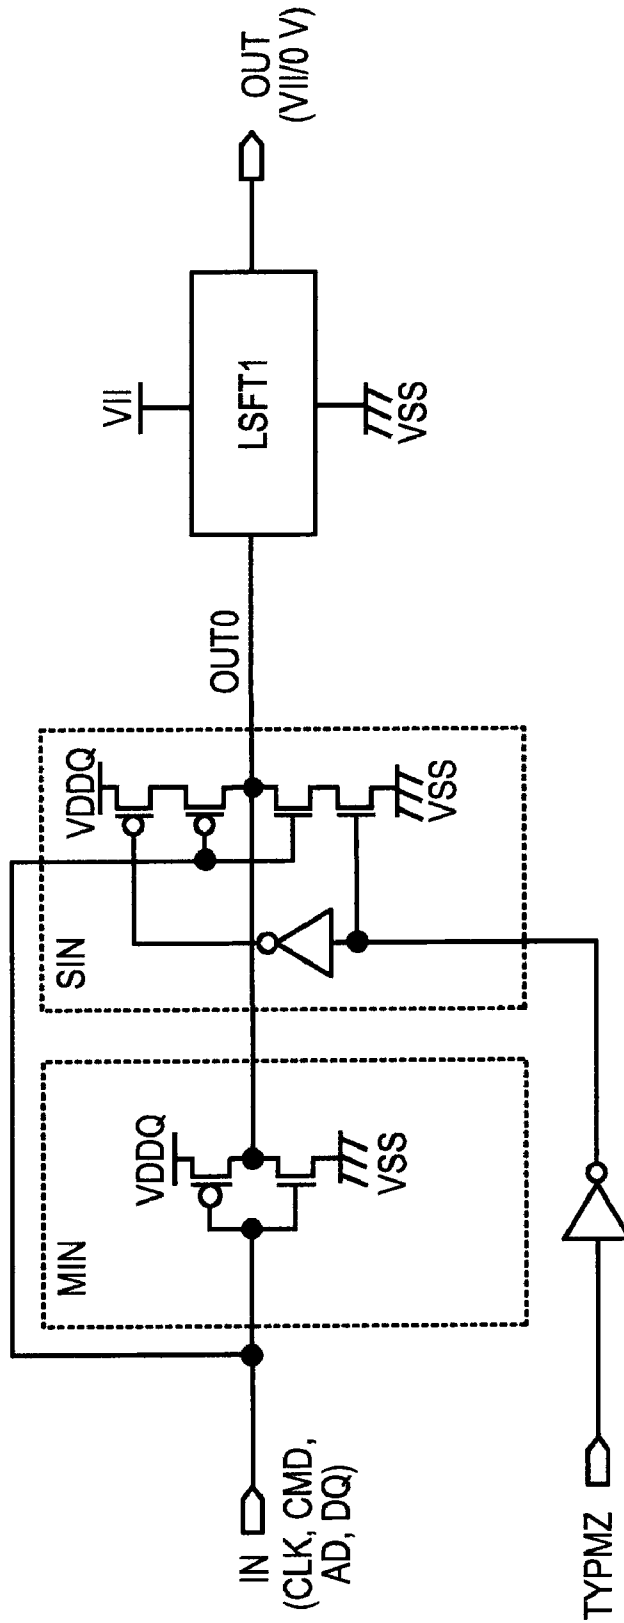 IN
(CLK, CMD,
AD, DQ)
TYPMZ
MIN
VDDQ
VSS
SIN
VDDQ
VSS
OUT0
VII
LSFT1
VSS
OUT
(VII/0 V)